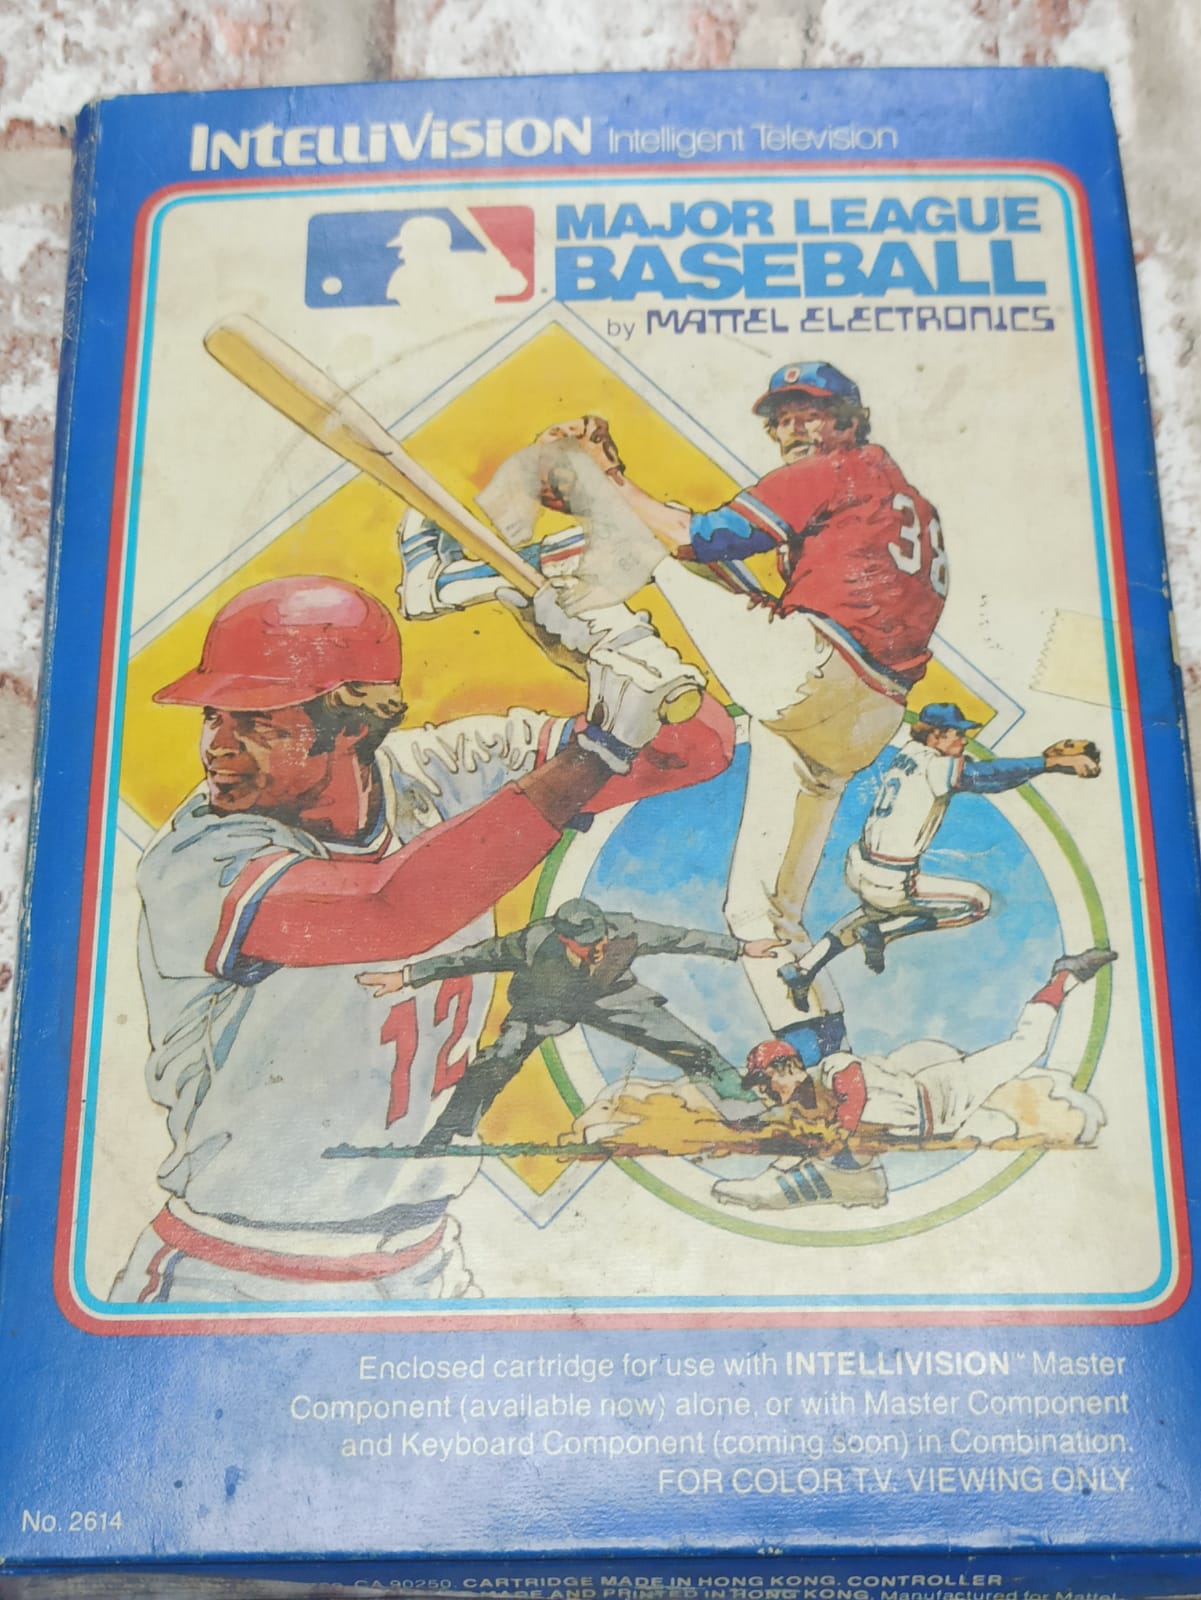 INTELLIVISION Intelligent Television
MAJOR LEAGUE
BASEBALL
by MATTEL ELECTRONICS
38
12
Enclosed cartridge for use with INTELLIVISION™ Master
Component (available now) alone, or with Master Component
and Keyboard Component (coming soon) in Combination.
FOR COLOR T.V. VIEWING ONLY.
No. 2614
CA 90250. CARTRIDGE MADE IN HONG KONG. CONTROLLER
MADE AND PRINTED IN HONG KONG. Manufactured for Mattel